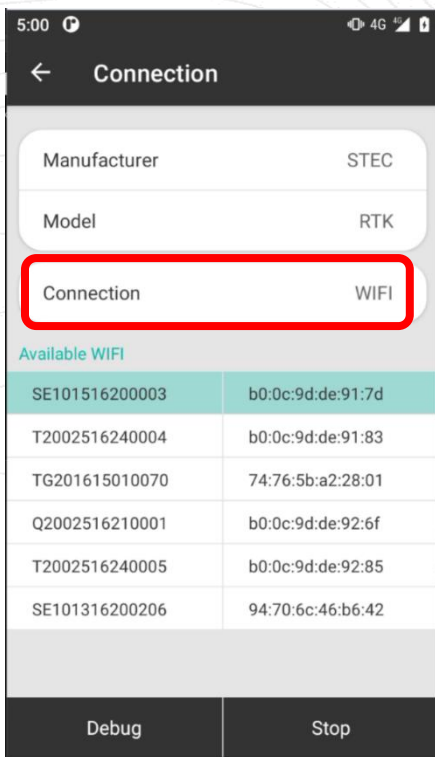 5:00 4G 4G
Connection
Manufacturer STEC
Model RTK
Connection WIFI
Available WIFI
SE101516200003 b0:0c:9d:de:91:7d
T2002516240004 b0:0c:9d:de:91:83
TG201615010070 74:76:5b:a2:28:01
Q2002516210001 b0:0c:9d:de:92:6f
T2002516240005 b0:0c:9d:de:92:85
SE101316200206 94:70:6c:46:b6:42
Debug Stop